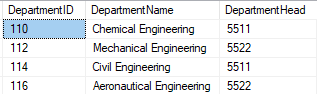 DepartmentID DepartmentName DepartmentHead
110 Chemical Engineering 5511
112 Mechanical Engineering 5522
114 Civil Engineering 5511
116 Aeronautical Engineering 5522